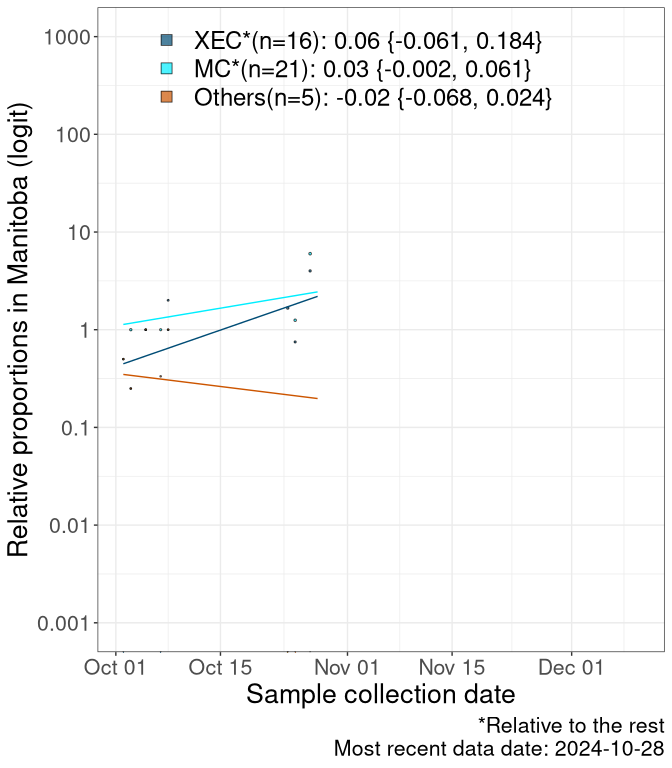 XEC*(n=16): 0.06 {-0.061, 0.184}
MC*(n=21): 0.03 {-0.002, 0.061}
Others(n=5): -0.02 {-0.068, 0.024}
Relative proportions in Manitoba (logit)
1000
100
10
1
0.1
0.01
0.001
Oct 01 Oct 15 Nov 01 Nov 15 Dec 01
Sample collection date
*Relative to the rest
Most recent data date: 2024-10-28